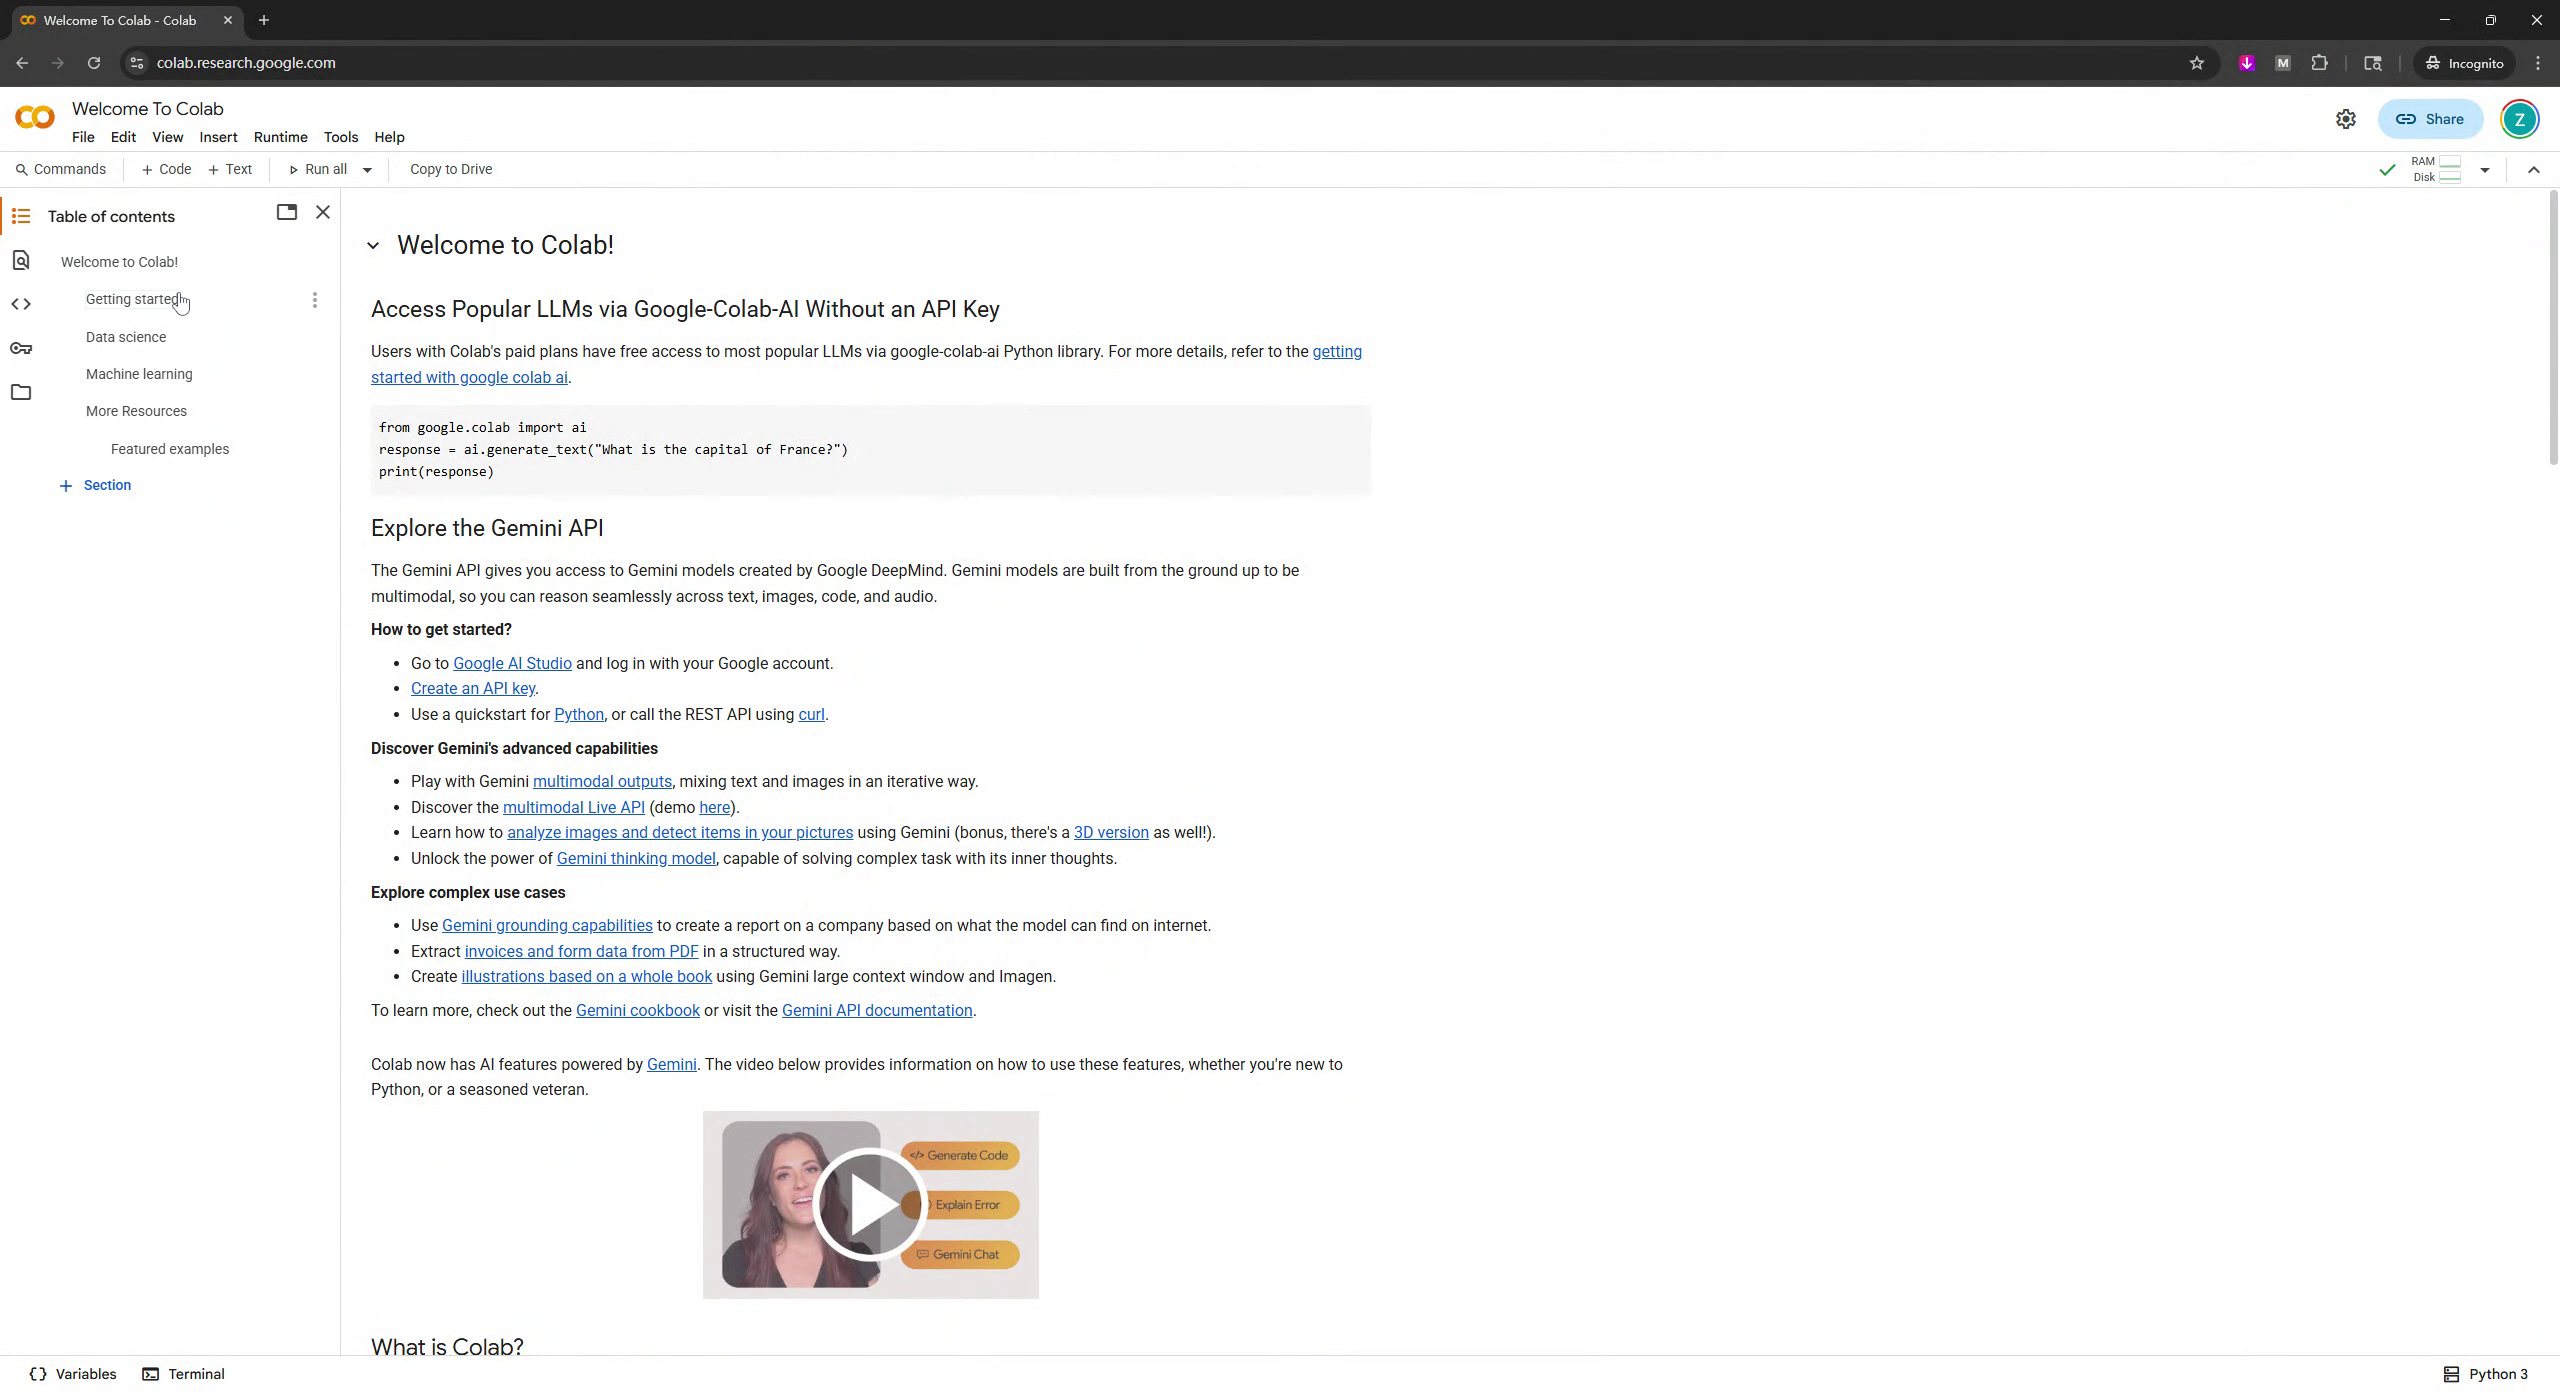 Welcome To Colab - Colab
colab.research.google.com
M
Incognito
Welcome To Colab
File Edit View Insert Runtime Tools Help
Share
Z
Commands + Code + Text Run all Copy to Drive
RAM
Disk
Table of contents
Welcome to Colab!
Getting started
Data science
Machine learning
More Resources
Featured examples
+ Section
Welcome to Colab!
Access Popular LLMs via Google-Colab-AI Without an API Key
Users with Colab's paid plans have free access to most popular LLMs via google-colab-ai Python library. For more details, refer to the getting
started with google colab ai.
from google.colab import ai
response = ai.generate_text("What is the capital of France?")
print(response)
Explore the Gemini API
The Gemini API gives you access to Gemini models created by Google DeepMind. Gemini models are built from the ground up to be
multimodal, so you can reason seamlessly across text, images, code, and audio.
How to get started?
• Go to Google AI Studio and log in with your Google account.
• Create an API key.
• Use a quickstart for Python, or call the REST API using curl.
Discover Gemini's advanced capabilities
• Play with Gemini multimodal outputs, mixing text and images in an iterative way.
• Discover the multimodal Live API (demo here).
• Learn how to analyze images and detect items in your pictures using Gemini (bonus, there's a 3D version as well!).
• Unlock the power of Gemini thinking model, capable of solving complex task with its inner thoughts.
Explore complex use cases
• Use Gemini grounding capabilities to create a report on a company based on what the model can find on internet.
• Extract invoices and form data from PDF in a structured way.
• Create illustrations based on a whole book using Gemini large context window and Imagen.
To learn more, check out the Gemini cookbook or visit the Gemini API documentation.
Colab now has AI features powered by Gemini. The video below provides information on how to use these features, whether you're new to
Python, or a seasoned veteran.
</> Generate Code
Explain Error
Gemini Chat
What is Colab?
{} Variables Terminal
Python 3